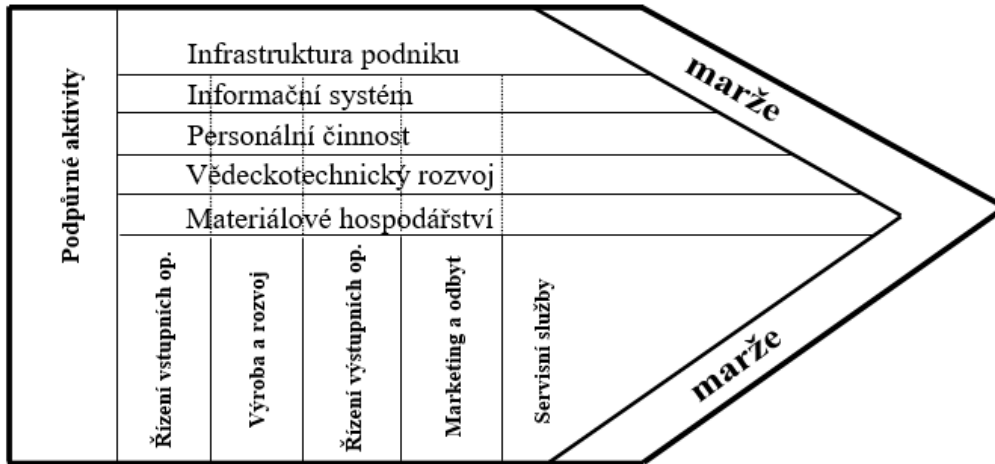 Podpůrné aktivity
Infrastruktura podniku
Informační systém
Personální činnost
Vědeckotechnický rozvoj
Materiálové hospodářství
Řízení vstupních op.
Výroba a rozvoj
Řízení výstupních op.
Marketing a odbyt
Servisní služby
marže
marže